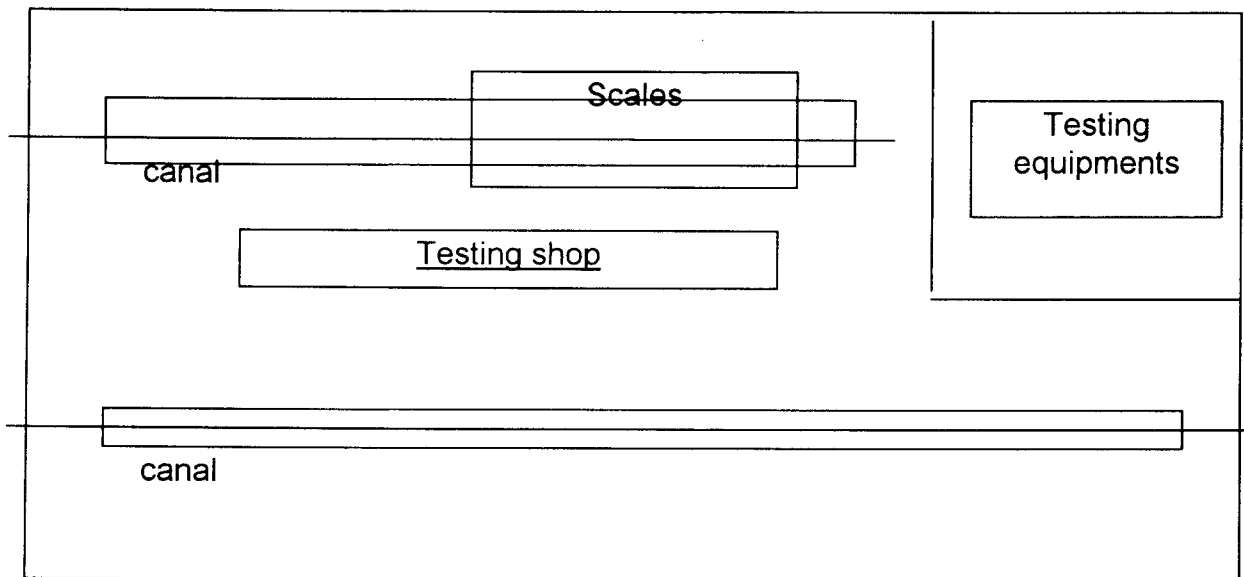 Scales
Testing
equipments
canal
Testing shop
canal